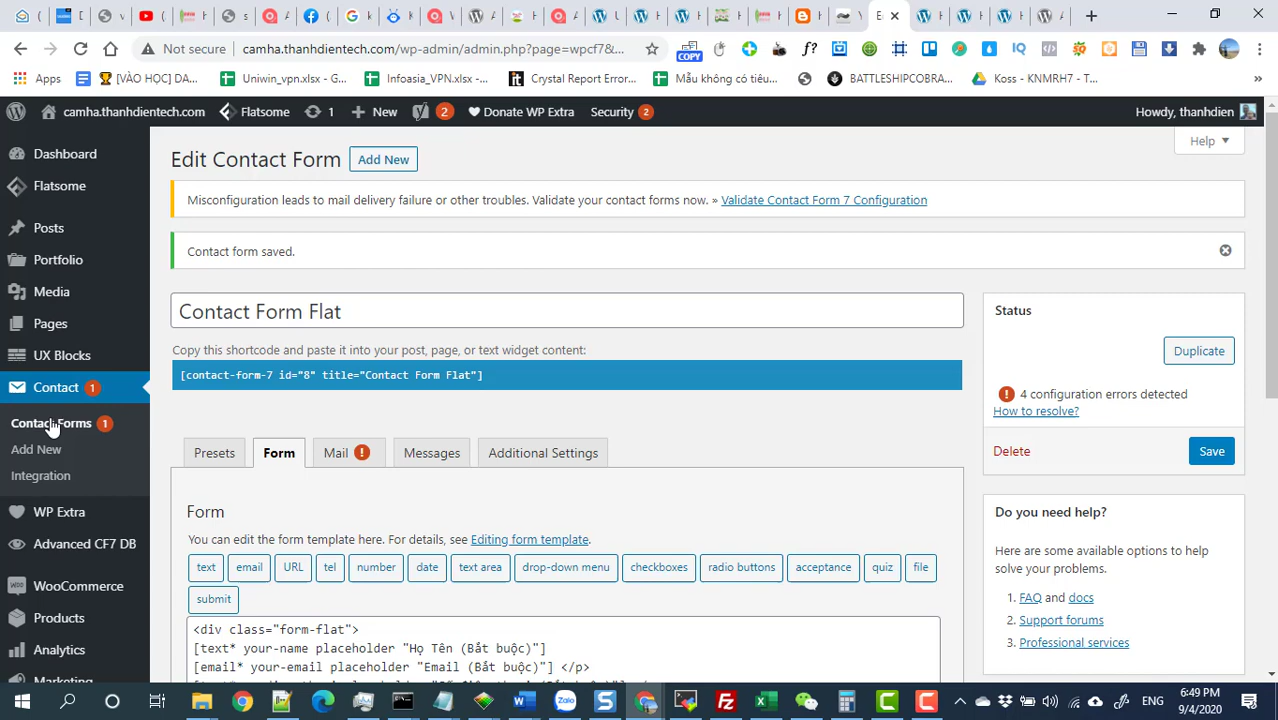 Not secure
camha.thanhdientech.com/wp-admin/admin.php?page=wpcf7&...
COPY
f?
IQ
Apps
[VÀO HỌC] DA...
Uniwin_vpn.xlsx - G...
Infoasia_VPN.xlsx...
Crystal Report Error...
Mẫu không có tiêu...
BATTLESHIPCOBRA...
Koss - KNMRH7 - T...
camha.thanhdientech.com
Flatsome
1
New
2
Donate WP Extra
Security 2
Howdy, thanhdien
Dashboard
Flatsome
Posts
Portfolio
Media
Pages
UX Blocks
Contact 1
Contact Forms 1
Add New
Integration
WP Extra
Advanced CF7 DB
WooCommerce
Products
Analytics
Marketing
Help
Edit Contact Form
Add New
Misconfiguration leads to mail delivery failure or other troubles. Validate your contact forms now. » Validate Contact Form 7 Configuration
Contact form saved.
Contact Form Flat
Copy this shortcode and paste it into your post, page, or text widget content:
[contact-form-7 id="8" title="Contact Form Flat"]
Presets
Form
Mail
Messages
Additional Settings
Form
You can edit the form template here. For details, see Editing form template.
text
email
URL
tel
number
date
text area
drop-down menu
checkboxes
radio buttons
acceptance
quiz
file
submit
<div class="form-flat">
[text* your-name placeholder "Họ Tên (Bắt buộc)"]
[email* your-email placeholder "Email (Bắt buộc)"] </p>
Status
Duplicate
4 configuration errors detected
How to resolve?
Delete
Save
Do you need help?
Here are some available options to help
solve your problems.
1. FAQ and docs
2. Support forums
3. Professional services
ENG
6:49 PM
9/4/2020